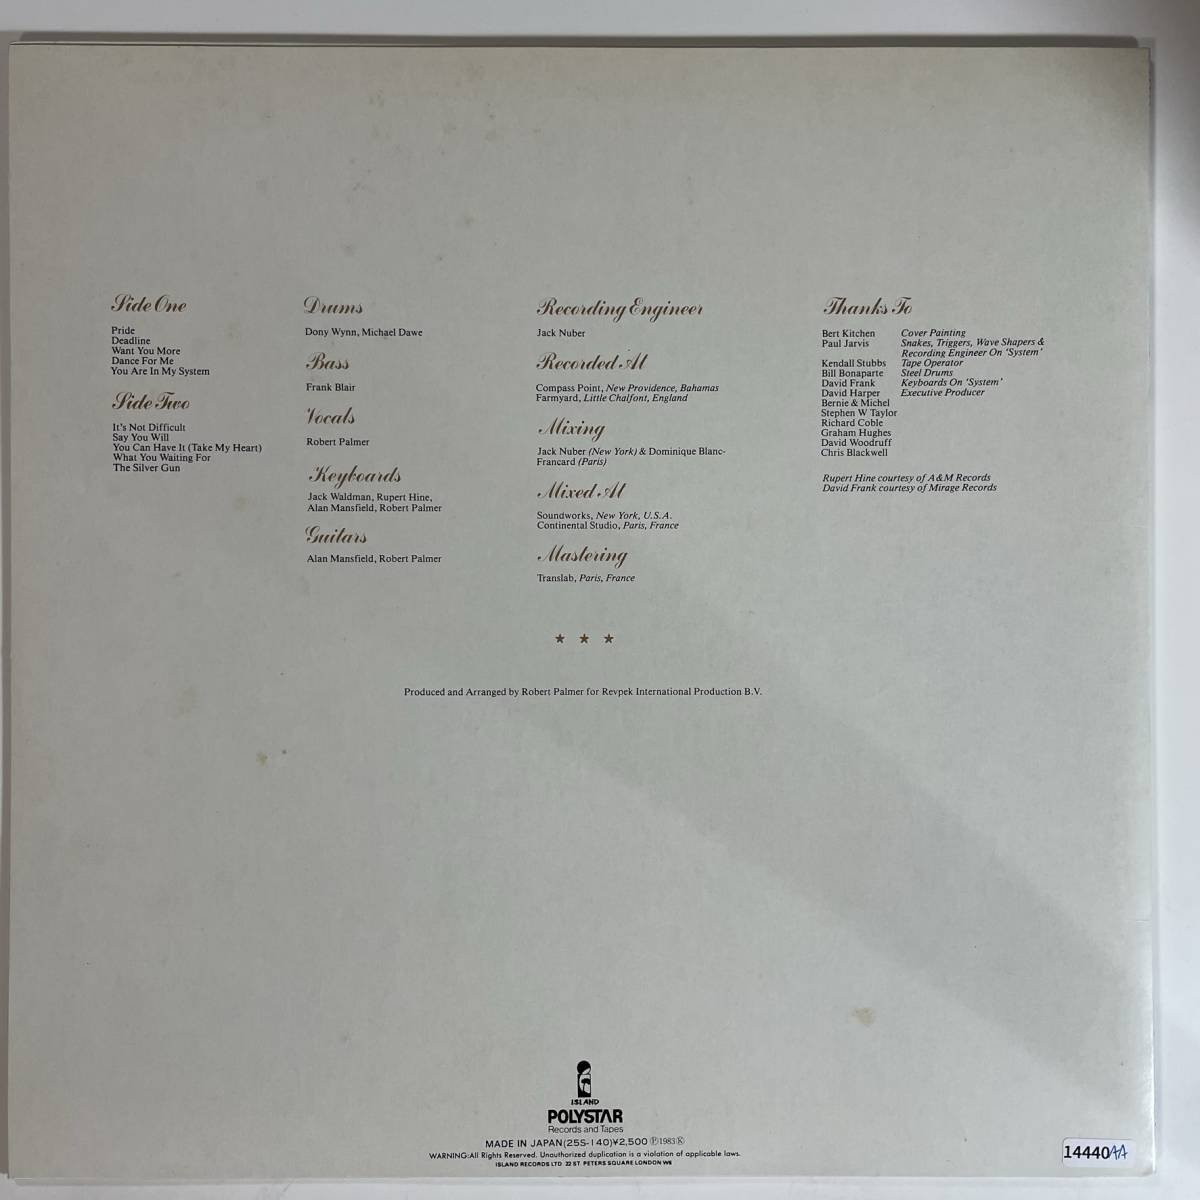 Side One
Pride
Deadline
Want You More
Dance For Me
You Are In My System
Side Two
It's Not Difficult
Say You Will
You Can Have It (Take My Heart)
What You Waiting For
The Silver Gun
Drums
Dony Wynn, Michael Dawe
Bass
Frank Blair
Vocals
Robert Palmer
Keyboards
Jack Waldman, Rupert Hine,
Alan Mansfield, Robert Palmer
Guitars
Alan Mansfield, Robert Palmer
Recording Engineer
Jack Nuber
Recorded At
Compass Point, New Providence, Bahamas
Farmyard, Little Chalfont, England
Mixing
Jack Nuber (New York) & Dominique Blanc-
Francard (Paris)
Mixed At
Soundworks, New York, U.S.A.
Continental Studio, Paris, France
Mastering
Translab, Paris, France
Thanks To
Bert Kitchen Cover Painting
Paul Jarvis Snakes, Triggers, Wave Shapers &
Recording Engineer On 'System'
Kendall Stubbs Tape Operator
Bill Bonaparte Steel Drums
David Frank Keyboards On 'System'
David Harper Executive Producer
Bernie & Michel
Stephen W Taylor
Richard Coble
Graham Hughes
David Woodruff
Chris Blackwell
Rupert Hine courtesy of A&M Records
David Frank courtesy of Mirage Records
★ ★ ★
Produced and Arranged by Robert Palmer for Revpek International Production B.V.
ISLAND
POLYSTAR
Records and Tapes
MADE IN JAPAN(25S-140)¥2,500 Ⓟ1983Ⓚ
WARNING:All Rights Reserved. Unauthorized duplication is a violation of applicable laws.
ISLAND RECORDS LTD 22 ST. PETERS SQUARE LONDON W6
14440AA